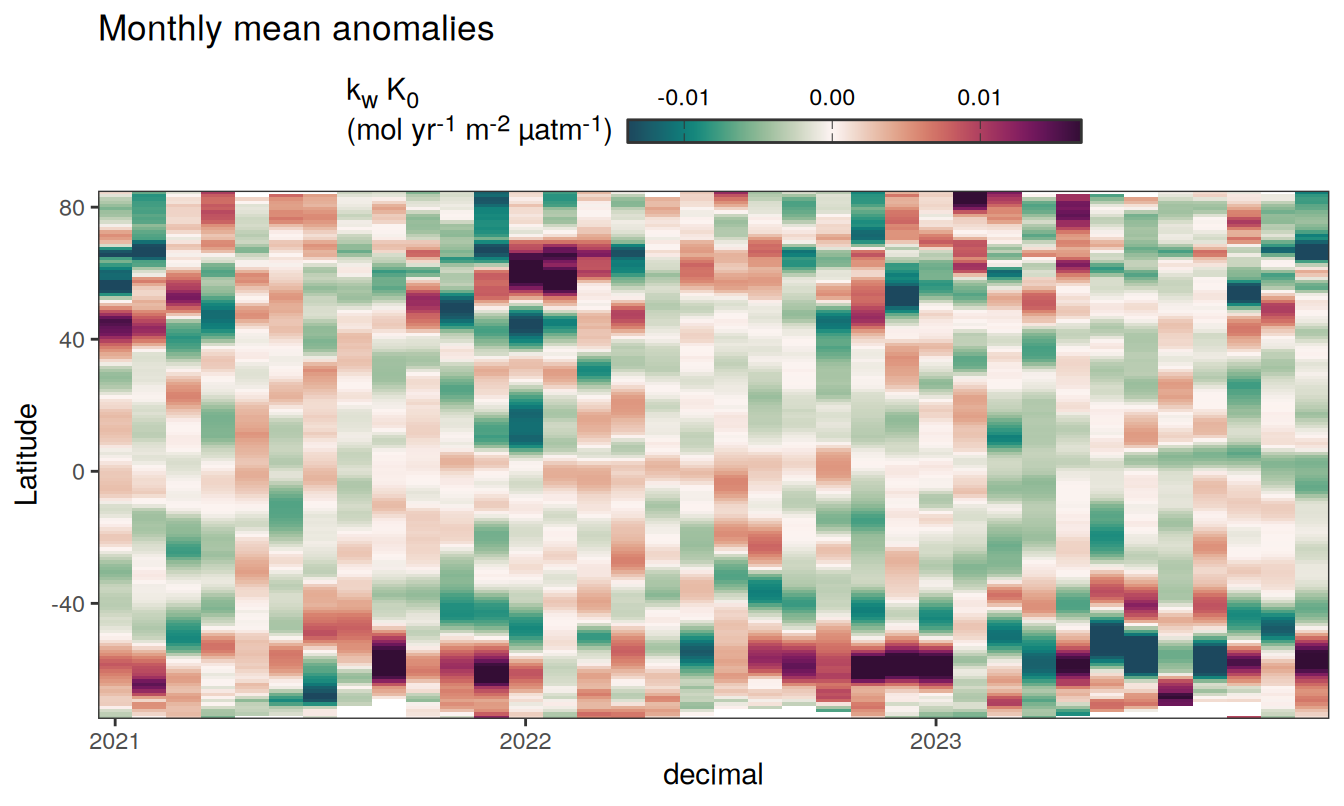 Monthly mean anomalies
k_w K_0
(mol yr⁻¹ m⁻² µatm⁻¹)
-0.01 0.00 0.01
80
40
0
-40
Latitude
2021 2022 2023
decimal